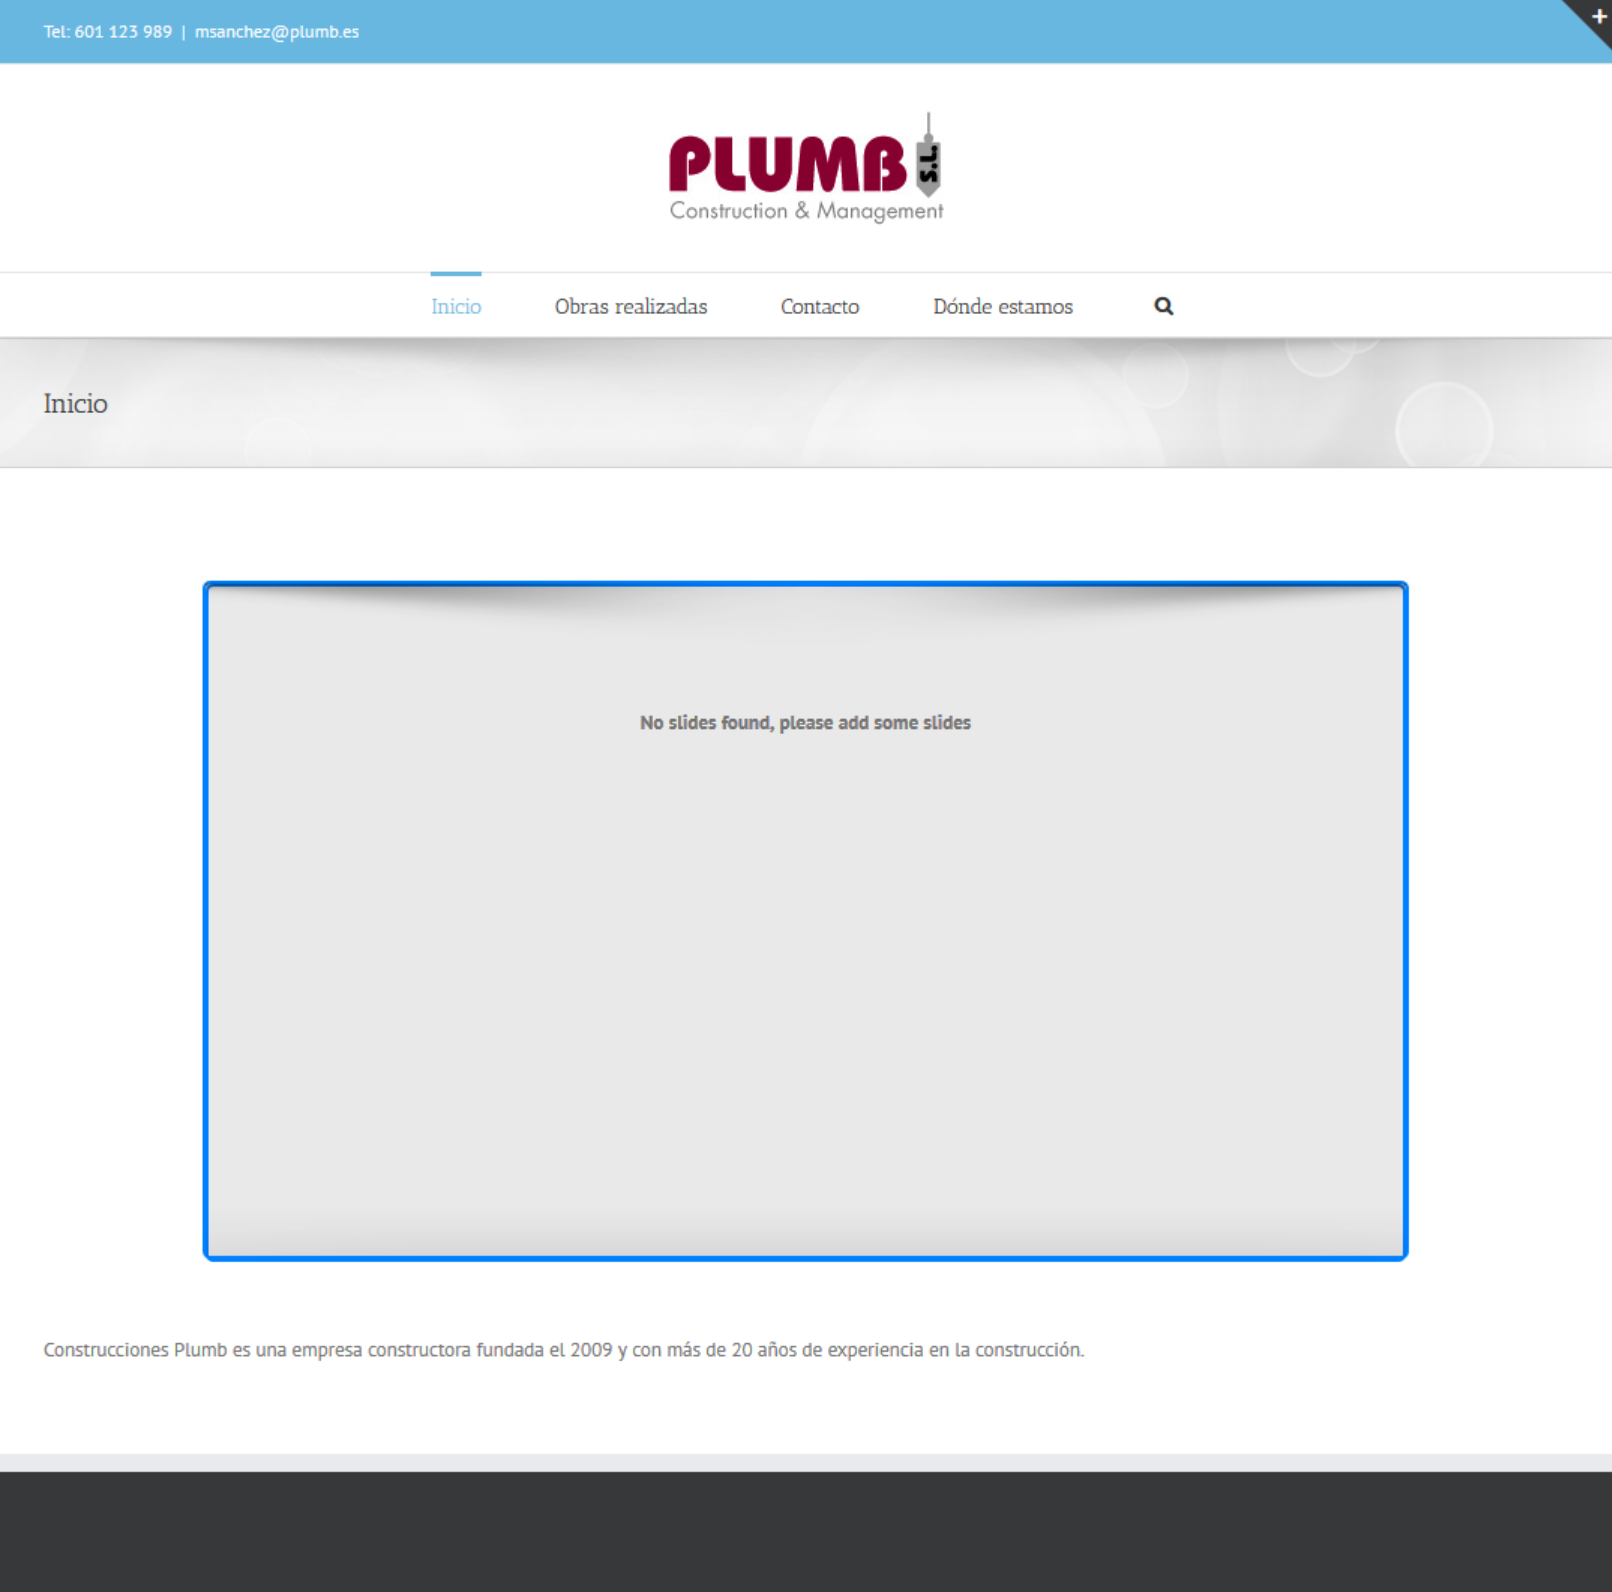 Tel: 601 123 989 | msanchez@plumb.es
PLUMB S.L.
Construction & Management
Inicio Obras realizadas Contacto Dónde estamos
Inicio
No slides found, please add some slides
Construcciones Plumb es una empresa constructora fundada el 2009 y con más de 20 años de experiencia en la construcción.